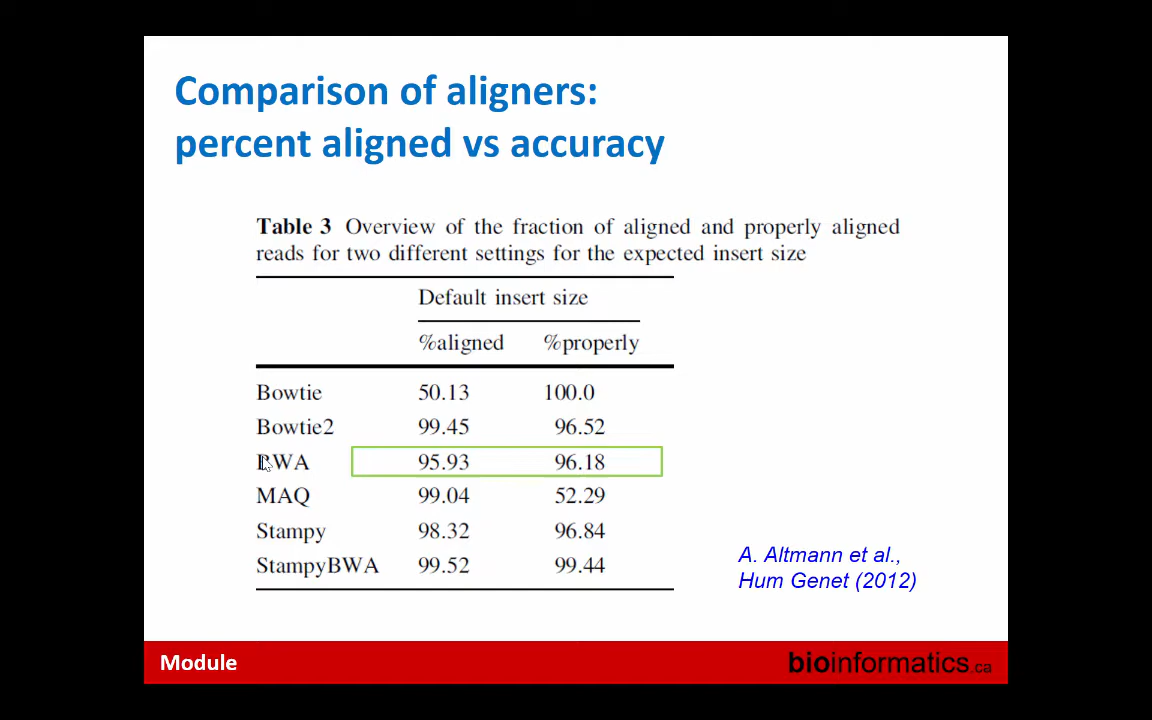 Comparison of aligners:
percent aligned vs accuracy
Table 3 Overview of the fraction of aligned and properly aligned
reads for two different settings for the expected insert size
Default insert size
%aligned %properly
Bowtie 50.13 100.0
Bowtie2 99.45 96.52
BWA 95.93 96.18
MAQ 99.04 52.29
Stampy 98.32 96.84
StampyBWA 99.52 99.44
A. Altmann et al.,
Hum Genet (2012)
Module bioinformatics.ca